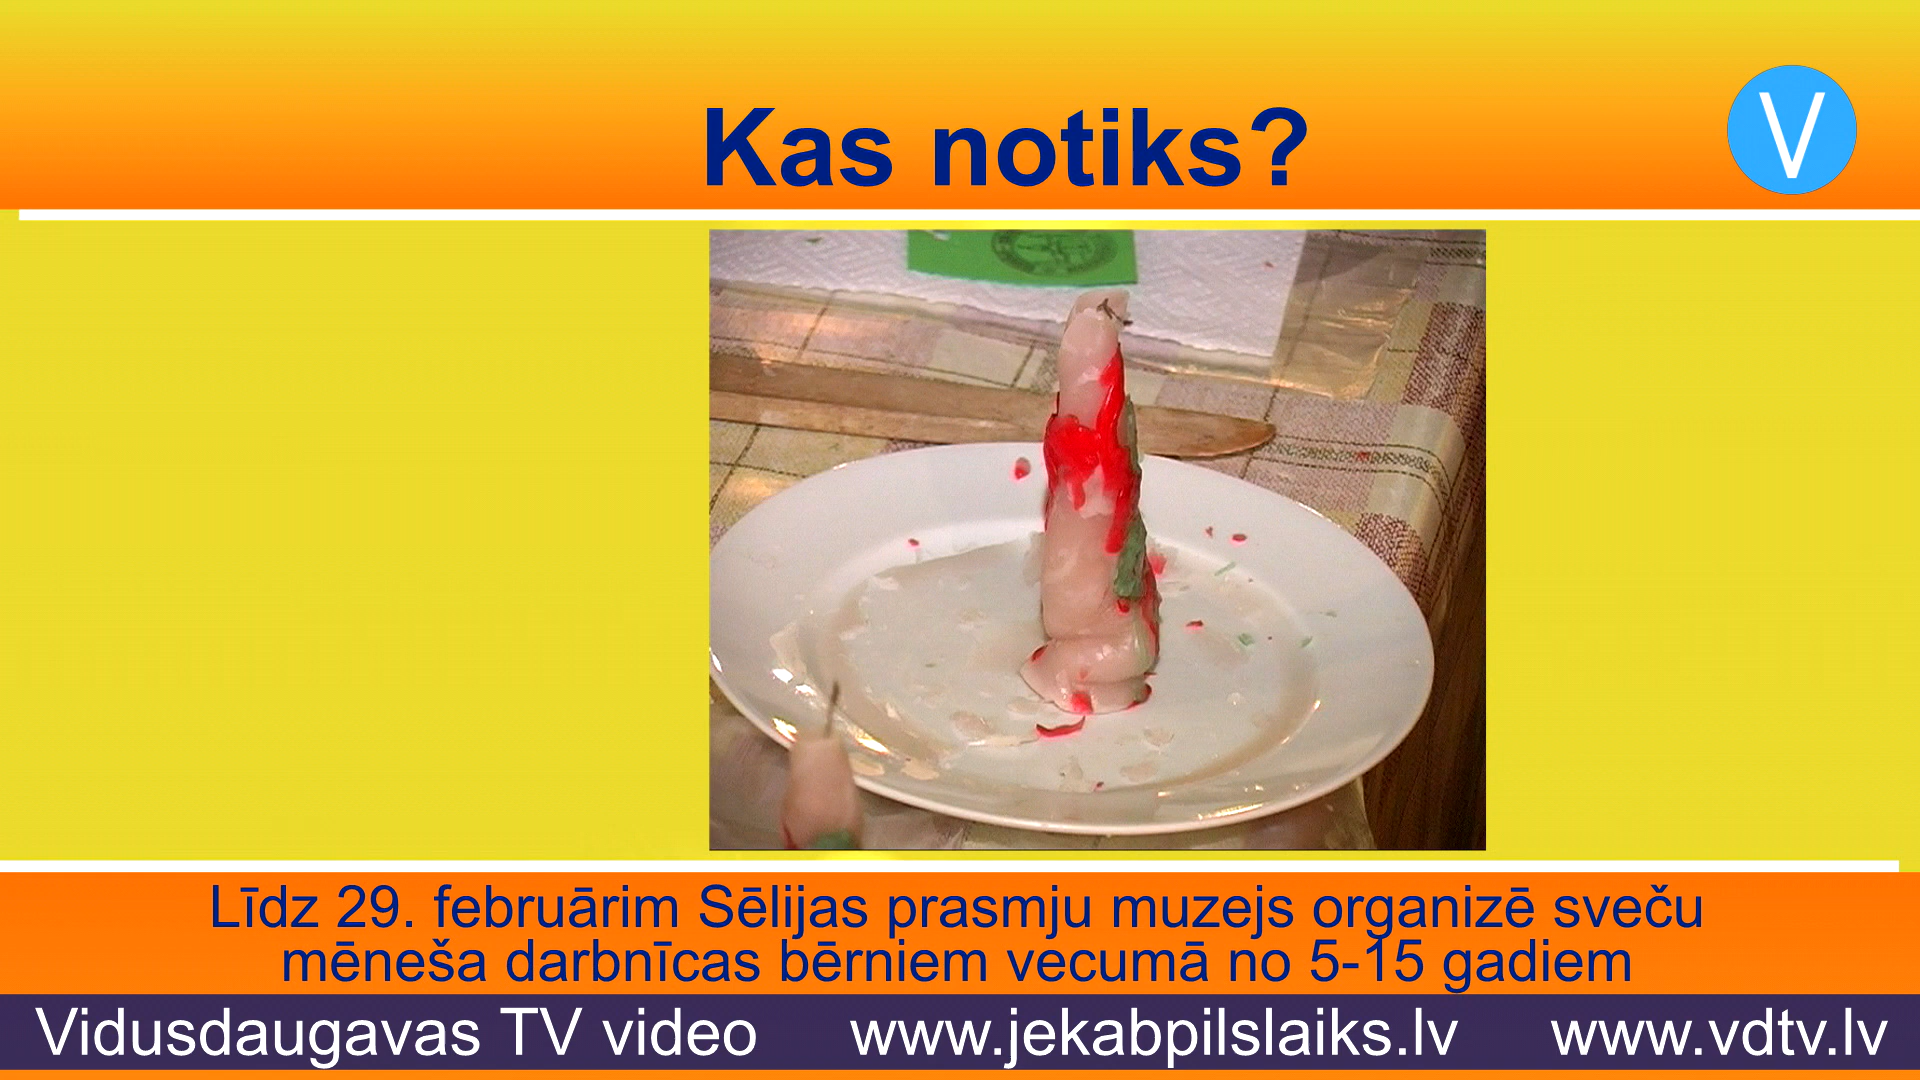 Kas notiks?
V
Līdz 29. februārim Sēlijas prasmju muzejs organizē sveču
mēneša darbnīcas bērniem vecumā no 5-15 gadiem
Vidusdaugavas TV video www.jekabpilslaiks.lv www.vdtv.lv